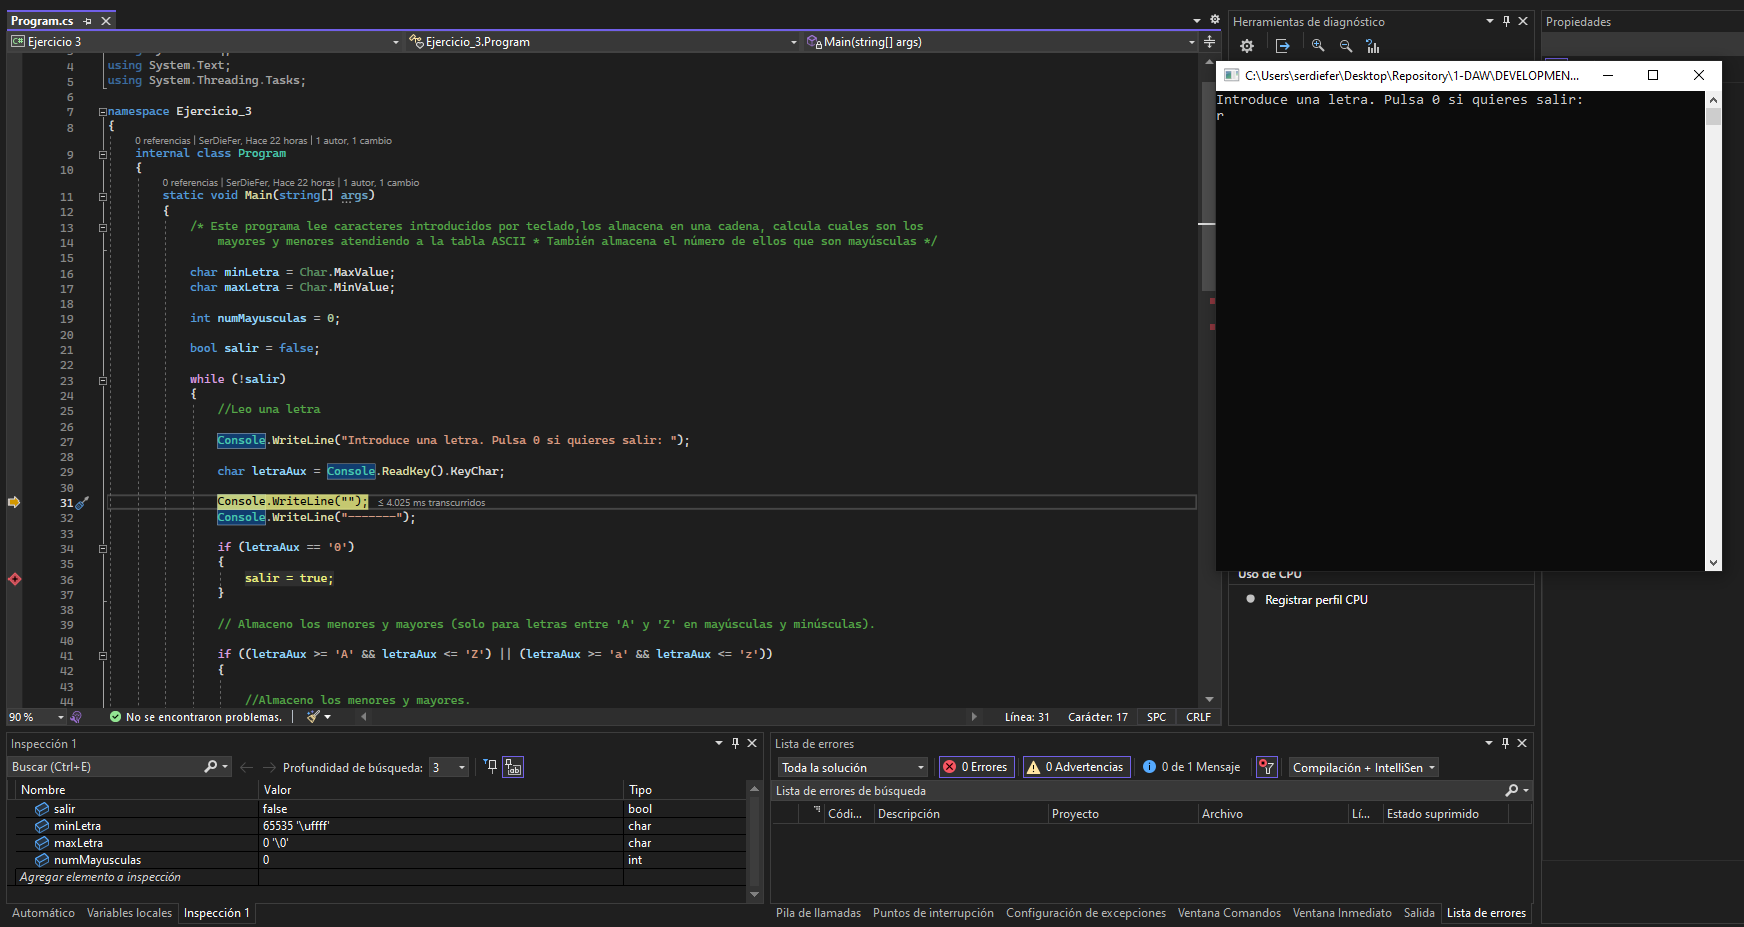 Program.cs
Ejercicio 3
Ejercicio_3.Program
Main(string[] args)
4 using System.Text;
5 using System.Threading.Tasks;
6
7 namespace Ejercicio_3
8 {
0 referencias | SerDieFer, Hace 22 horas | 1 autor, 1 cambio
9 internal class Program
10 {
0 referencias | SerDieFer, Hace 22 horas | 1 autor, 1 cambio
11 static void Main(string[] args)
12 {
13 /* Este programa lee caracteres introducidos por teclado,los almacena en una cadena, calcula cuales son los
14 mayores y menores atendiendo a la tabla ASCII * También almacena el número de ellos que son mayúsculas */
15
16 char minLetra = Char.MaxValue;
17 char maxLetra = Char.MinValue;
18
19 int numMayusculas = 0;
20
21 bool salir = false;
22
23 while (!salir)
24 {
25 //Leo una letra
26
27 Console.WriteLine("Introduce una letra. Pulsa 0 si quieres salir: ");
28
29 char letraAux = Console.ReadKey().KeyChar;
30
31 Console.WriteLine(""); ≤ 4.025 ms transcurridos
32 Console.WriteLine("-------");
33
34 if (letraAux == '0')
35 {
36 salir = true;
37 }
38
39 // Almaceno los menores y mayores (solo para letras entre 'A' y 'Z' en mayúsculas y minúsculas).
40
41 if ((letraAux >= 'A' && letraAux <= 'Z') || (letraAux >= 'a' && letraAux <= 'z'))
42 {
43
44 //Almaceno los menores y mayores.
90 %
No se encontraron problemas.
Línea: 31 Carácter: 17 SPC CRLF
Herramientas de diagnóstico
Propiedades
C:\Users\serdiefer\Desktop\Repository\1-DAW\DEVELOPMEN...
Introduce una letra. Pulsa 0 si quieres salir:
r
Uso de CPU
Registrar perfil CPU
Inspección 1
Buscar (Ctrl+E)
Profundidad de búsqueda: 3
Nombre Valor Tipo
salir false bool
minLetra 65535 '\uffff' char
maxLetra 0 '\0' char
numMayusculas 0 int
Agregar elemento a inspección
Automático Variables locales Inspección 1
Lista de errores
Toda la solución
0 Errores
0 Advertencias
0 de 1 Mensaje
Compilación + IntelliSen
Lista de errores de búsqueda
Códi... Descripción Proyecto Archivo Lí... Estado suprimido
Pila de llamadas Puntos de interrupción Configuración de excepciones Ventana Comandos Ventana Inmediato Salida Lista de errores